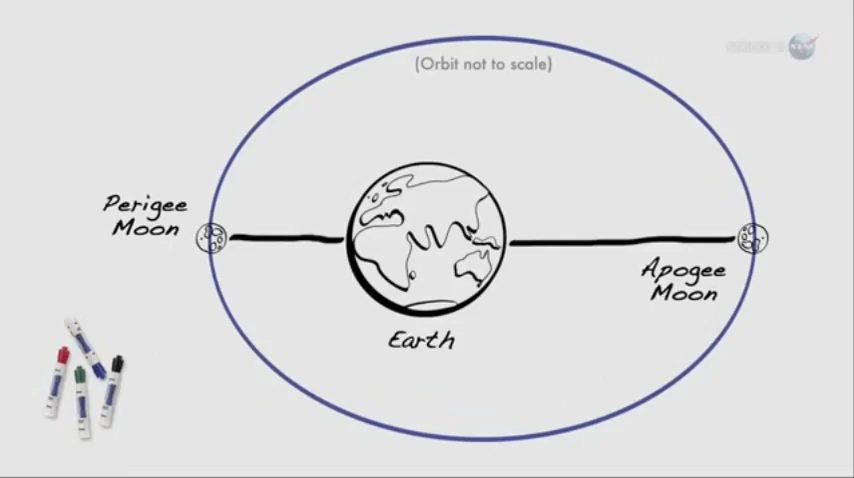 (Orbit not to scale)
Perigee
Moon
Apogee
Moon
Earth